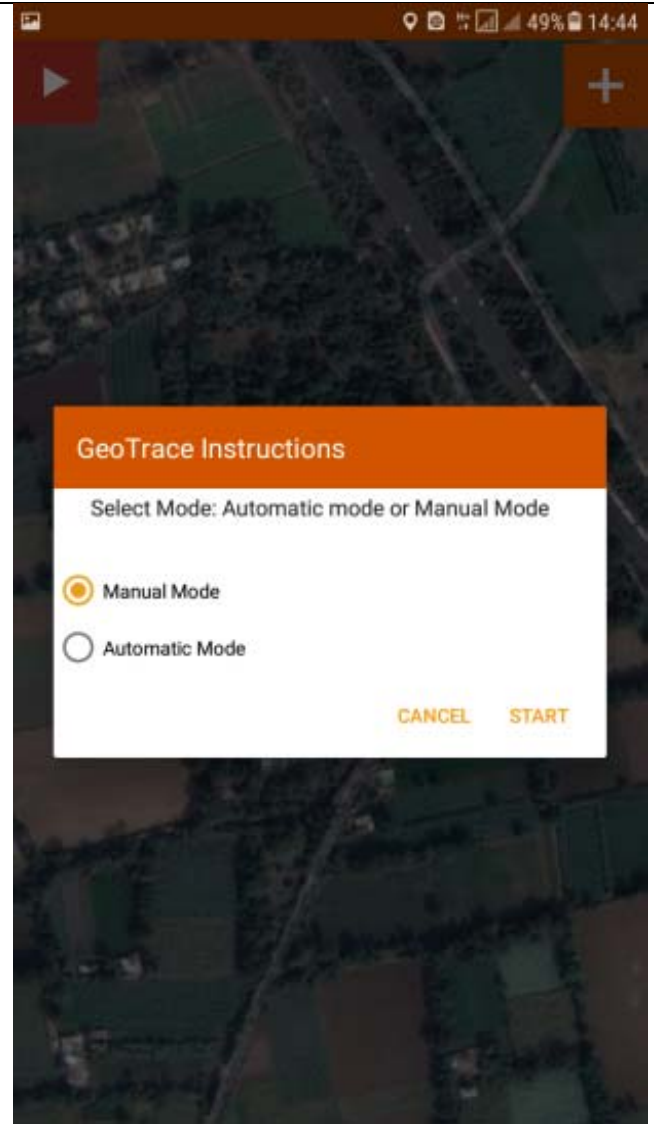 49% 14:44
GeoTrace Instructions
Select Mode: Automatic mode or Manual Mode
Manual Mode
Automatic Mode
CANCEL START